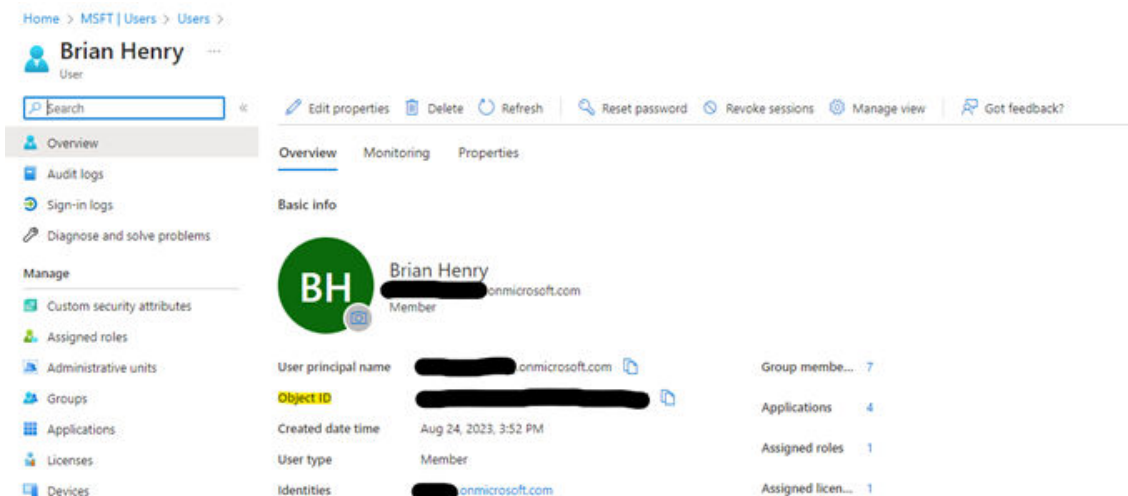 Home > MSFT | Users > Users >
Brian Henry ...
User
Search «
Edit properties Delete Refresh Reset password Revoke sessions Manage view Got feedback?
Overview
Audit logs
Sign-in logs
Diagnose and solve problems
Manage
Custom security attributes
Assigned roles
Administrative units
Groups
Applications
Licenses
Devices
Overview Monitoring Properties
Basic info
BH
Brian Henry
onmicrosoft.com
Member
User principal name .onmicrosoft.com
Object ID
Created date time Aug 24, 2023, 3:52 PM
User type Member
Identities onmicrosoft.com
Group membe... 7
Applications 4
Assigned roles 1
Assigned licen... 1